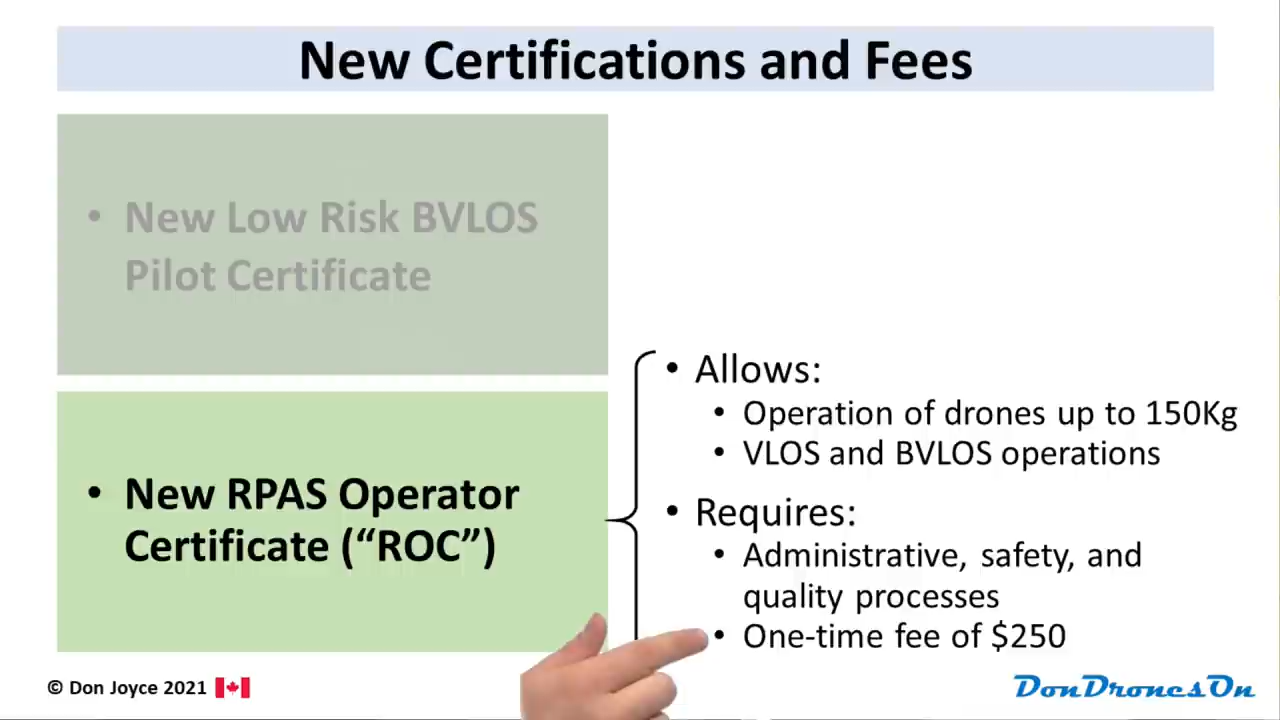 New Certifications and Fees
• New Low Risk BVLOS
Pilot Certificate
• New RPAS Operator
Certificate (“ROC”)
• Allows:
• Operation of drones up to 150Kg
• VLOS and BVLOS operations
• Requires:
• Administrative, safety, and
quality processes
• One-time fee of $250
© Don Joyce 2021
DonDronesOn